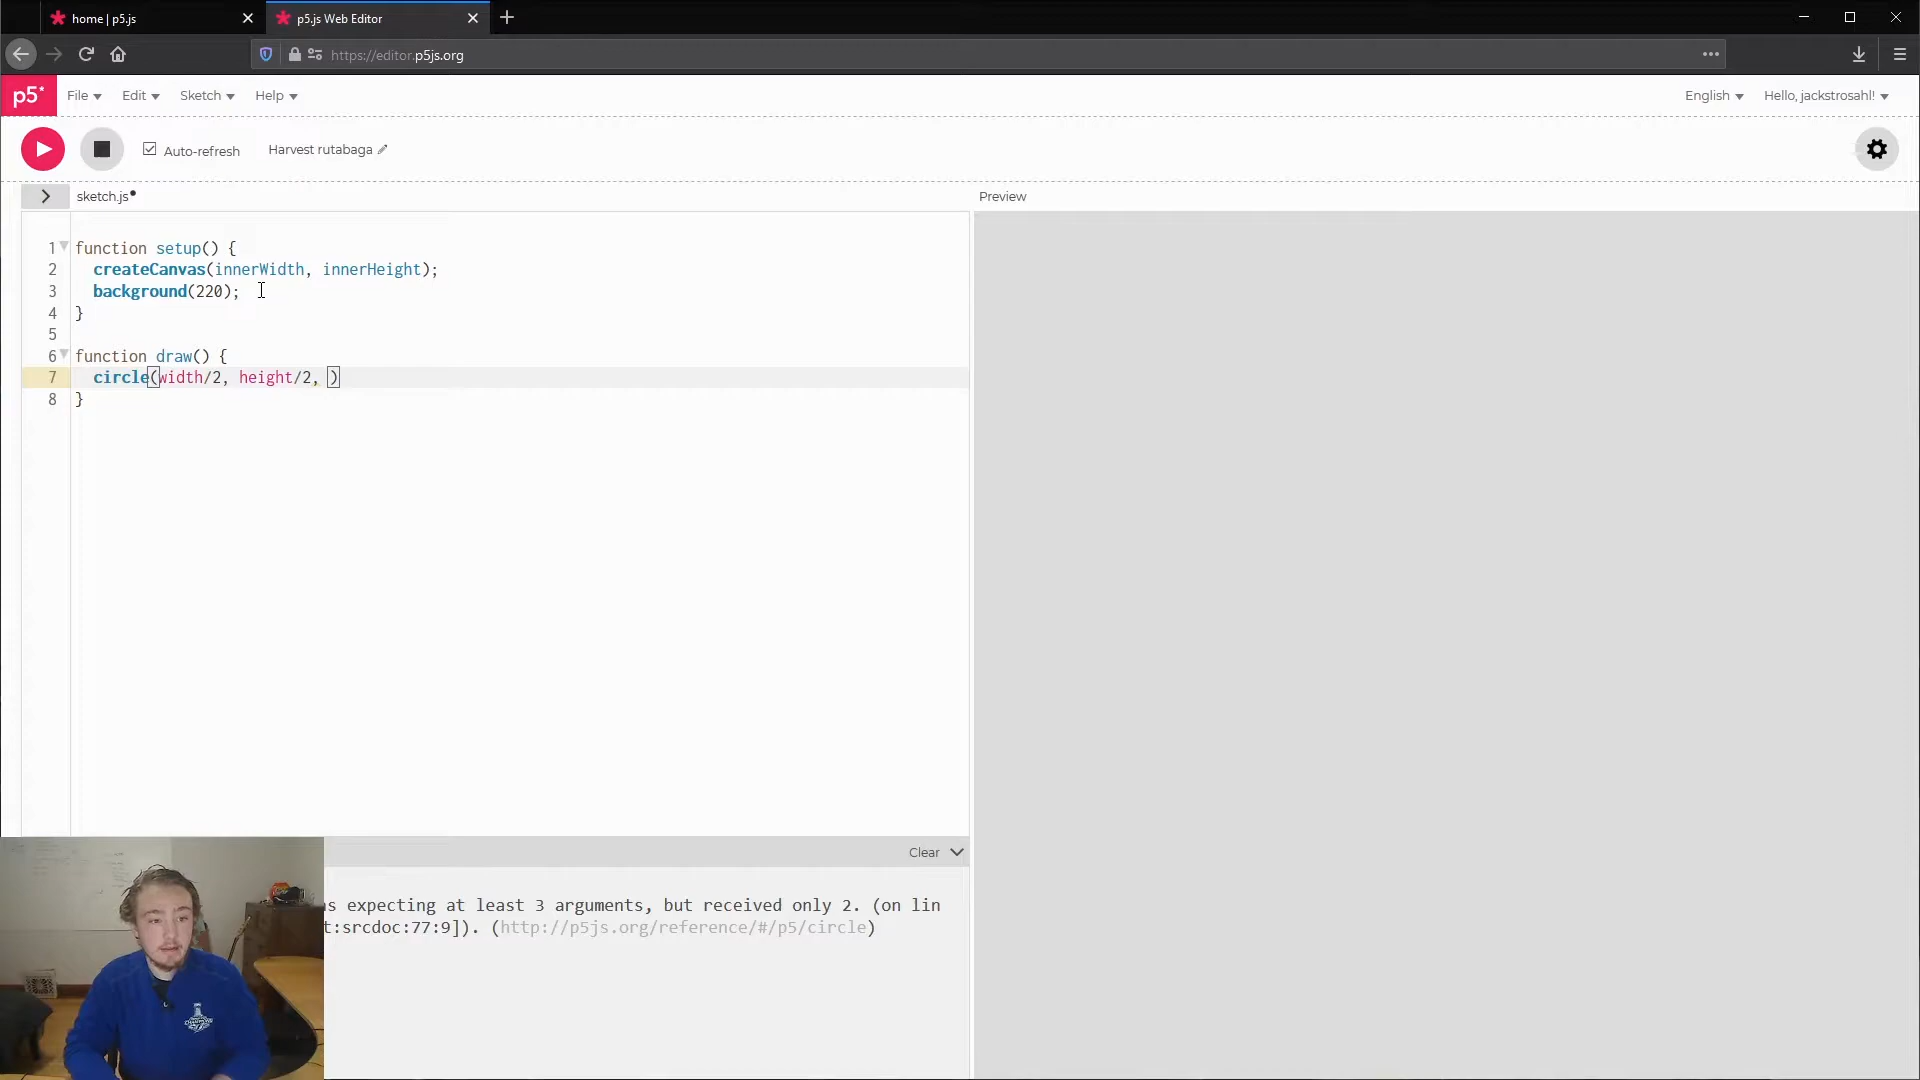 home | p5.js
p5.js Web Editor
https://editor.p5js.org
p5*
File
Edit
Sketch
Help
English
Hello, jackstrosahl!
Auto-refresh
Harvest rutabaga
sketch.js
Preview
1 function setup() {
2 createCanvas(innerWidth, innerHeight);
3 background(220);
4 }
5
6 function draw() {
7 circle(width/2, height/2, )
8 }
Clear
s expecting at least 3 arguments, but received only 2. (on lin
t:srcdoc:77:9]). (http://p5js.org/reference/#/p5/circle)